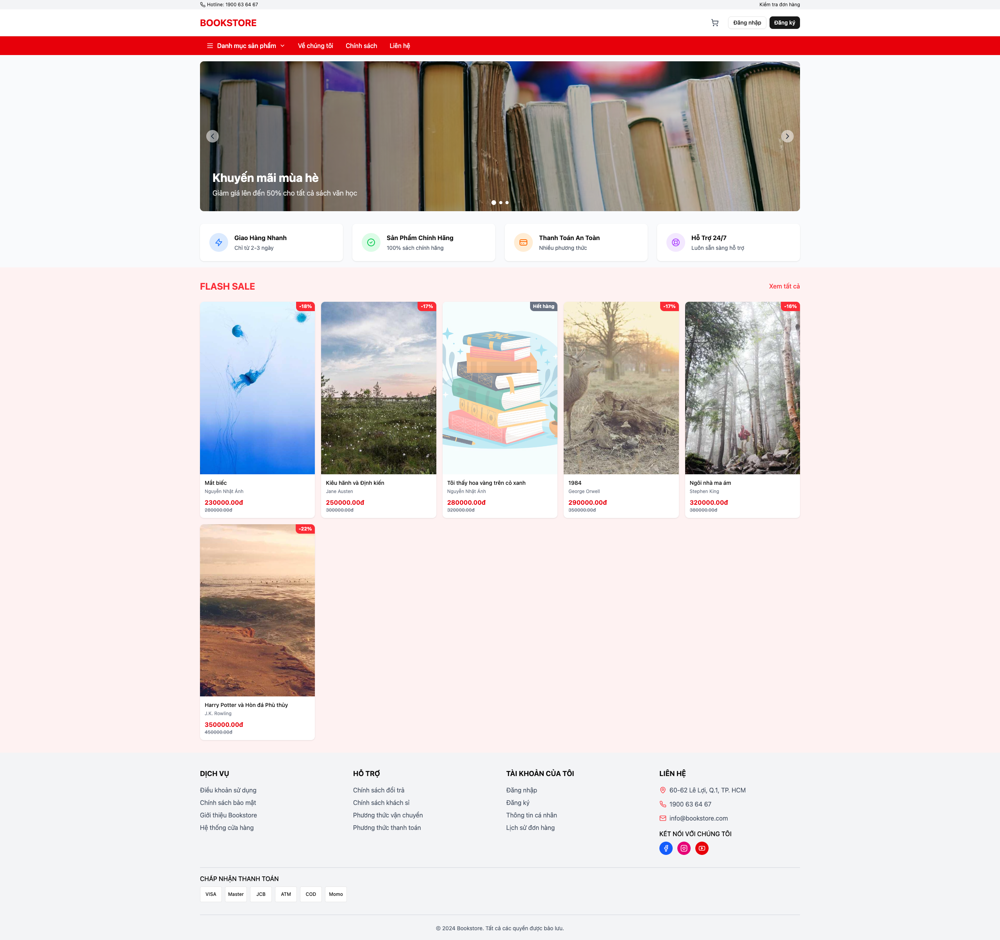 Hotline: 1900 63 64 67
Kiểm tra đơn hàng
BOOKSTORE
Đăng nhập
Đăng ký
Danh mục sản phẩm
Về chúng tôi
Chính sách
Liên hệ
Khuyến mãi mùa hè
Giảm giá lên đến 50% cho tất cả sách văn học
Giao Hàng Nhanh
Chỉ từ 2-3 ngày
Sản Phẩm Chính Hãng
100% sách chính hãng
Thanh Toán An Toàn
Nhiều phương thức
Hỗ Trợ 24/7
Luôn sẵn sàng hỗ trợ
FLASH SALE
Xem tất cả
-18%
Mắt biếc
Nguyễn Nhật Ánh
230000.00đ
280000.00đ
-17%
Kiêu hãnh và Định kiến
Jane Austen
250000.00đ
300000.00đ
Hết hàng
Tôi thấy hoa vàng trên cỏ xanh
Nguyễn Nhật Ánh
280000.00đ
320000.00đ
-17%
1984
George Orwell
290000.00đ
350000.00đ
-16%
Ngôi nhà ma ám
Stephen King
320000.00đ
380000.00đ
-22%
Harry Potter và Hòn đá Phù thủy
J.K. Rowling
350000.00đ
450000.00đ
DỊCH VỤ
Điều khoản sử dụng
Chính sách bảo mật
Giới thiệu Bookstore
Hệ thống cửa hàng
HỖ TRỢ
Chính sách đổi trả
Chính sách khách sỉ
Phương thức vận chuyển
Phương thức thanh toán
TÀI KHOẢN CỦA TÔI
Đăng nhập
Đăng ký
Thông tin cá nhân
Lịch sử đơn hàng
LIÊN HỆ
60-62 Lê Lợi, Q.1, TP. HCM
1900 63 64 67
info@bookstore.com
KẾT NỐI VỚI CHÚNG TÔI
CHẤP NHẬN THANH TOÁN
VISA
Master
JCB
ATM
COD
Momo
© 2024 Bookstore. Tất cả các quyền được bảo lưu.